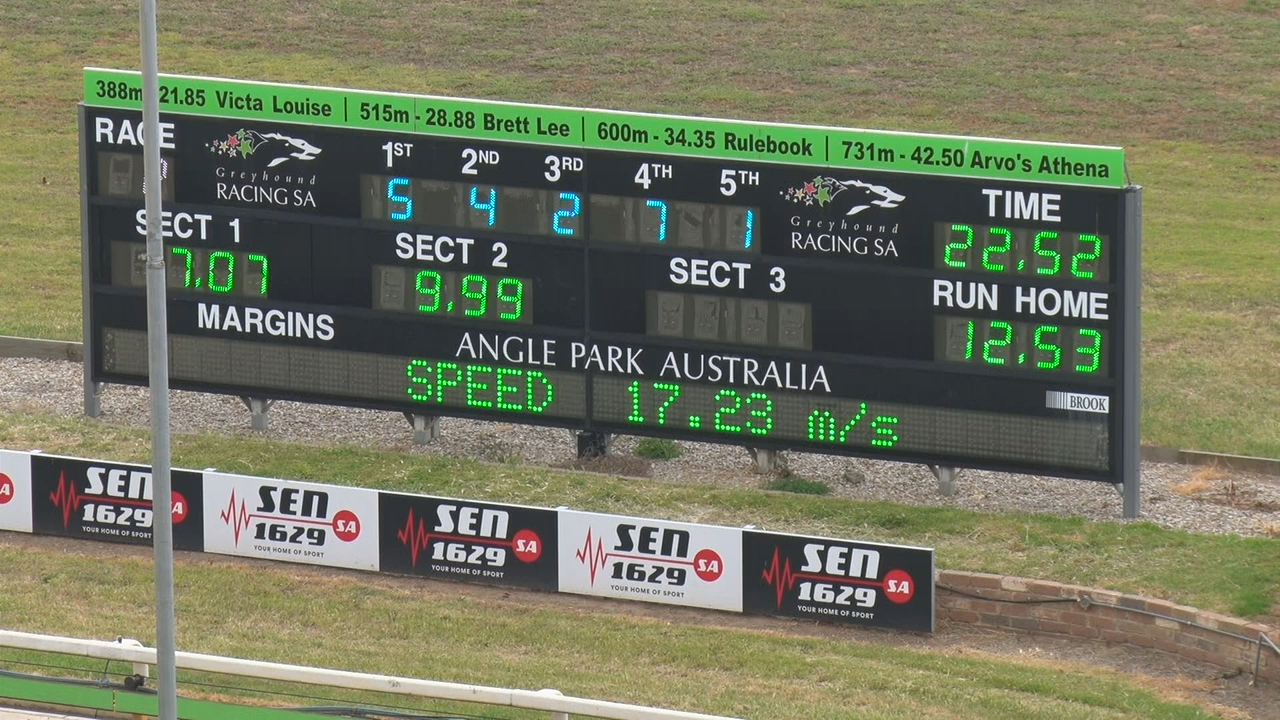 388m 21.85 Victa Louise | 515m - 28.88 Brett Lee | 600m - 34.35 Rulebook | 731m - 42.50 Arvo's Athena
RACE
Greyhound
RACING SA
1ST 2ND 3RD 4TH 5TH
5 4 2 7 1
Greyhound
RACING SA
TIME
22.52
SECT 1
7.07
SECT 2
9.99
SECT 3
RUN HOME
12.53
MARGINS
ANGLE PARK AUSTRALIA
BROOK
SPEED 17.23 m/s
SA
SEN
1629 SA
YOUR HOME OF SPORT
SEN
1629 SA
YOUR HOME OF SPORT
SEN
1629 SA
YOUR HOME OF SPORT
SEN
1629 SA
YOUR HOME OF SPORT
SEN
1629 SA
YOUR HOME OF SPORT